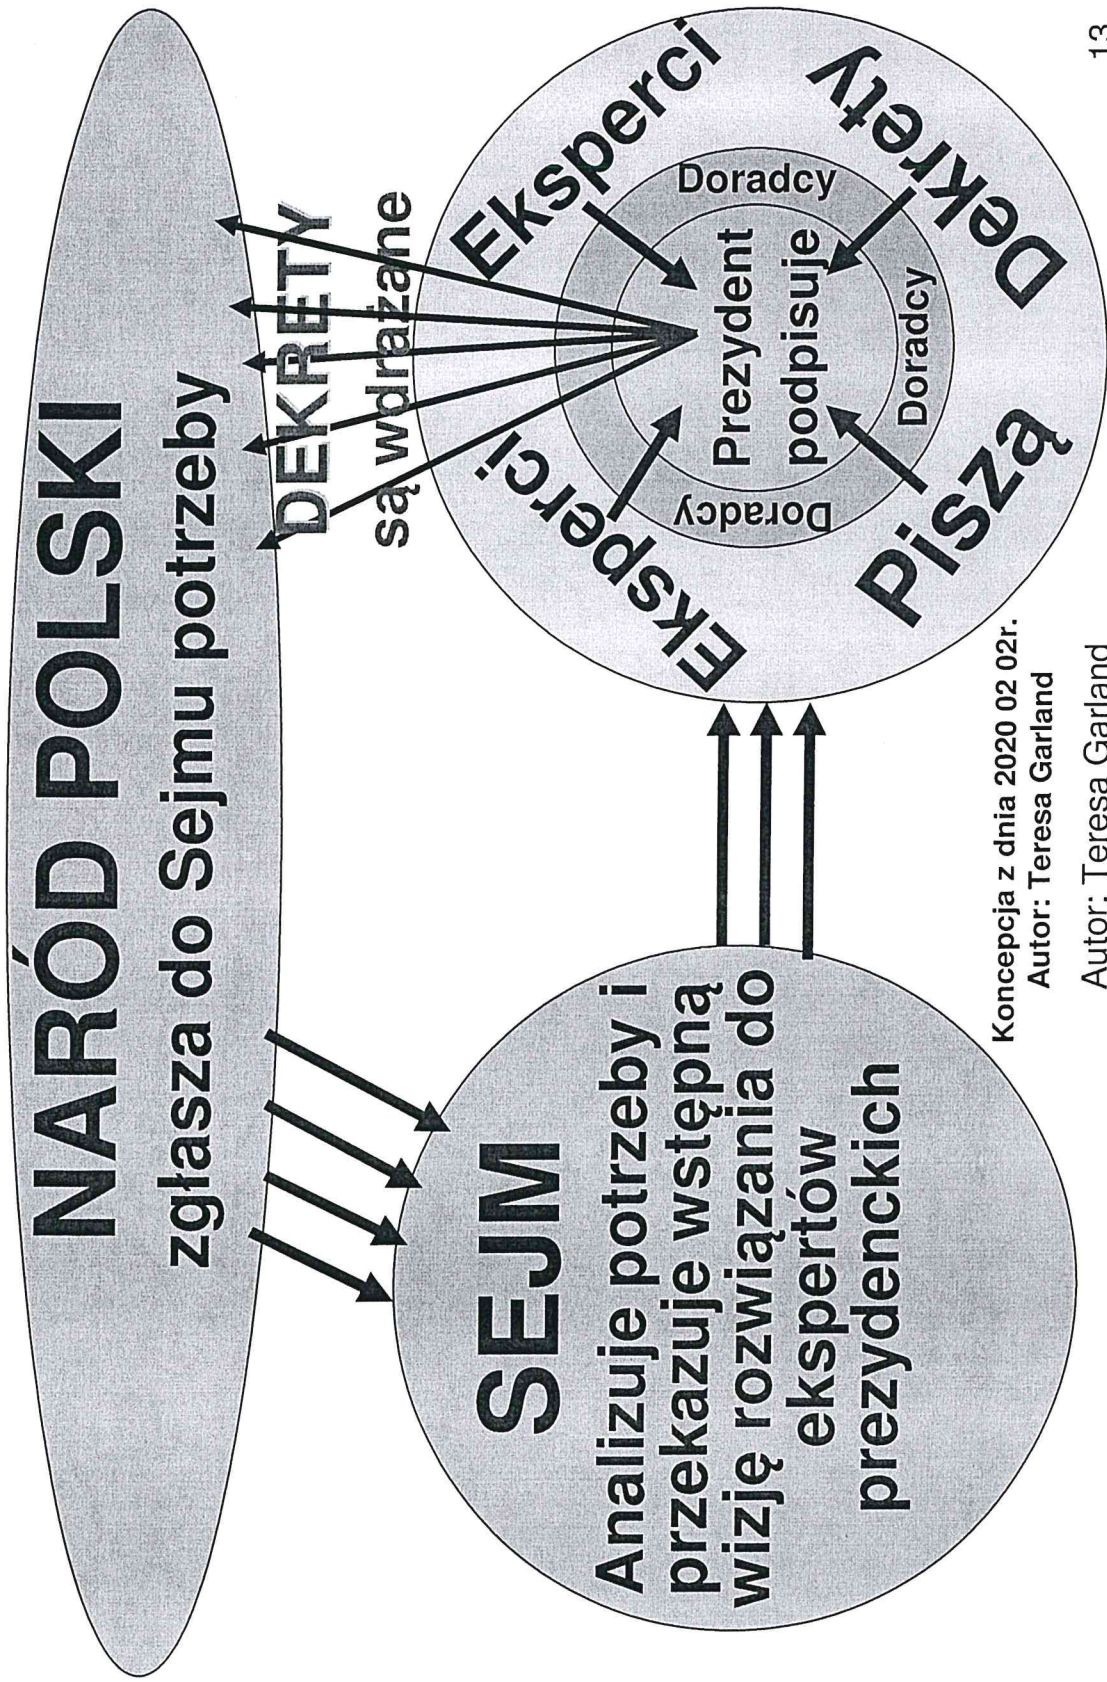 NARÓD POLSKI
zgłasza do Sejmu potrzeby
SEJM
Analizuje potrzeby i
przekazuje wstępną
wizję rozwiązania do
ekspertów
prezydenckich
DEKRETY
są wdrażane
Eksperci
Eksperci
Piszą
Dekrety
Doradcy
Doradcy
Doradcy
Prezydent
podpisuje
Koncepcja z dnia 2020 02 02r.
Autor: Teresa Garland
Autor: Teresa Garland
13